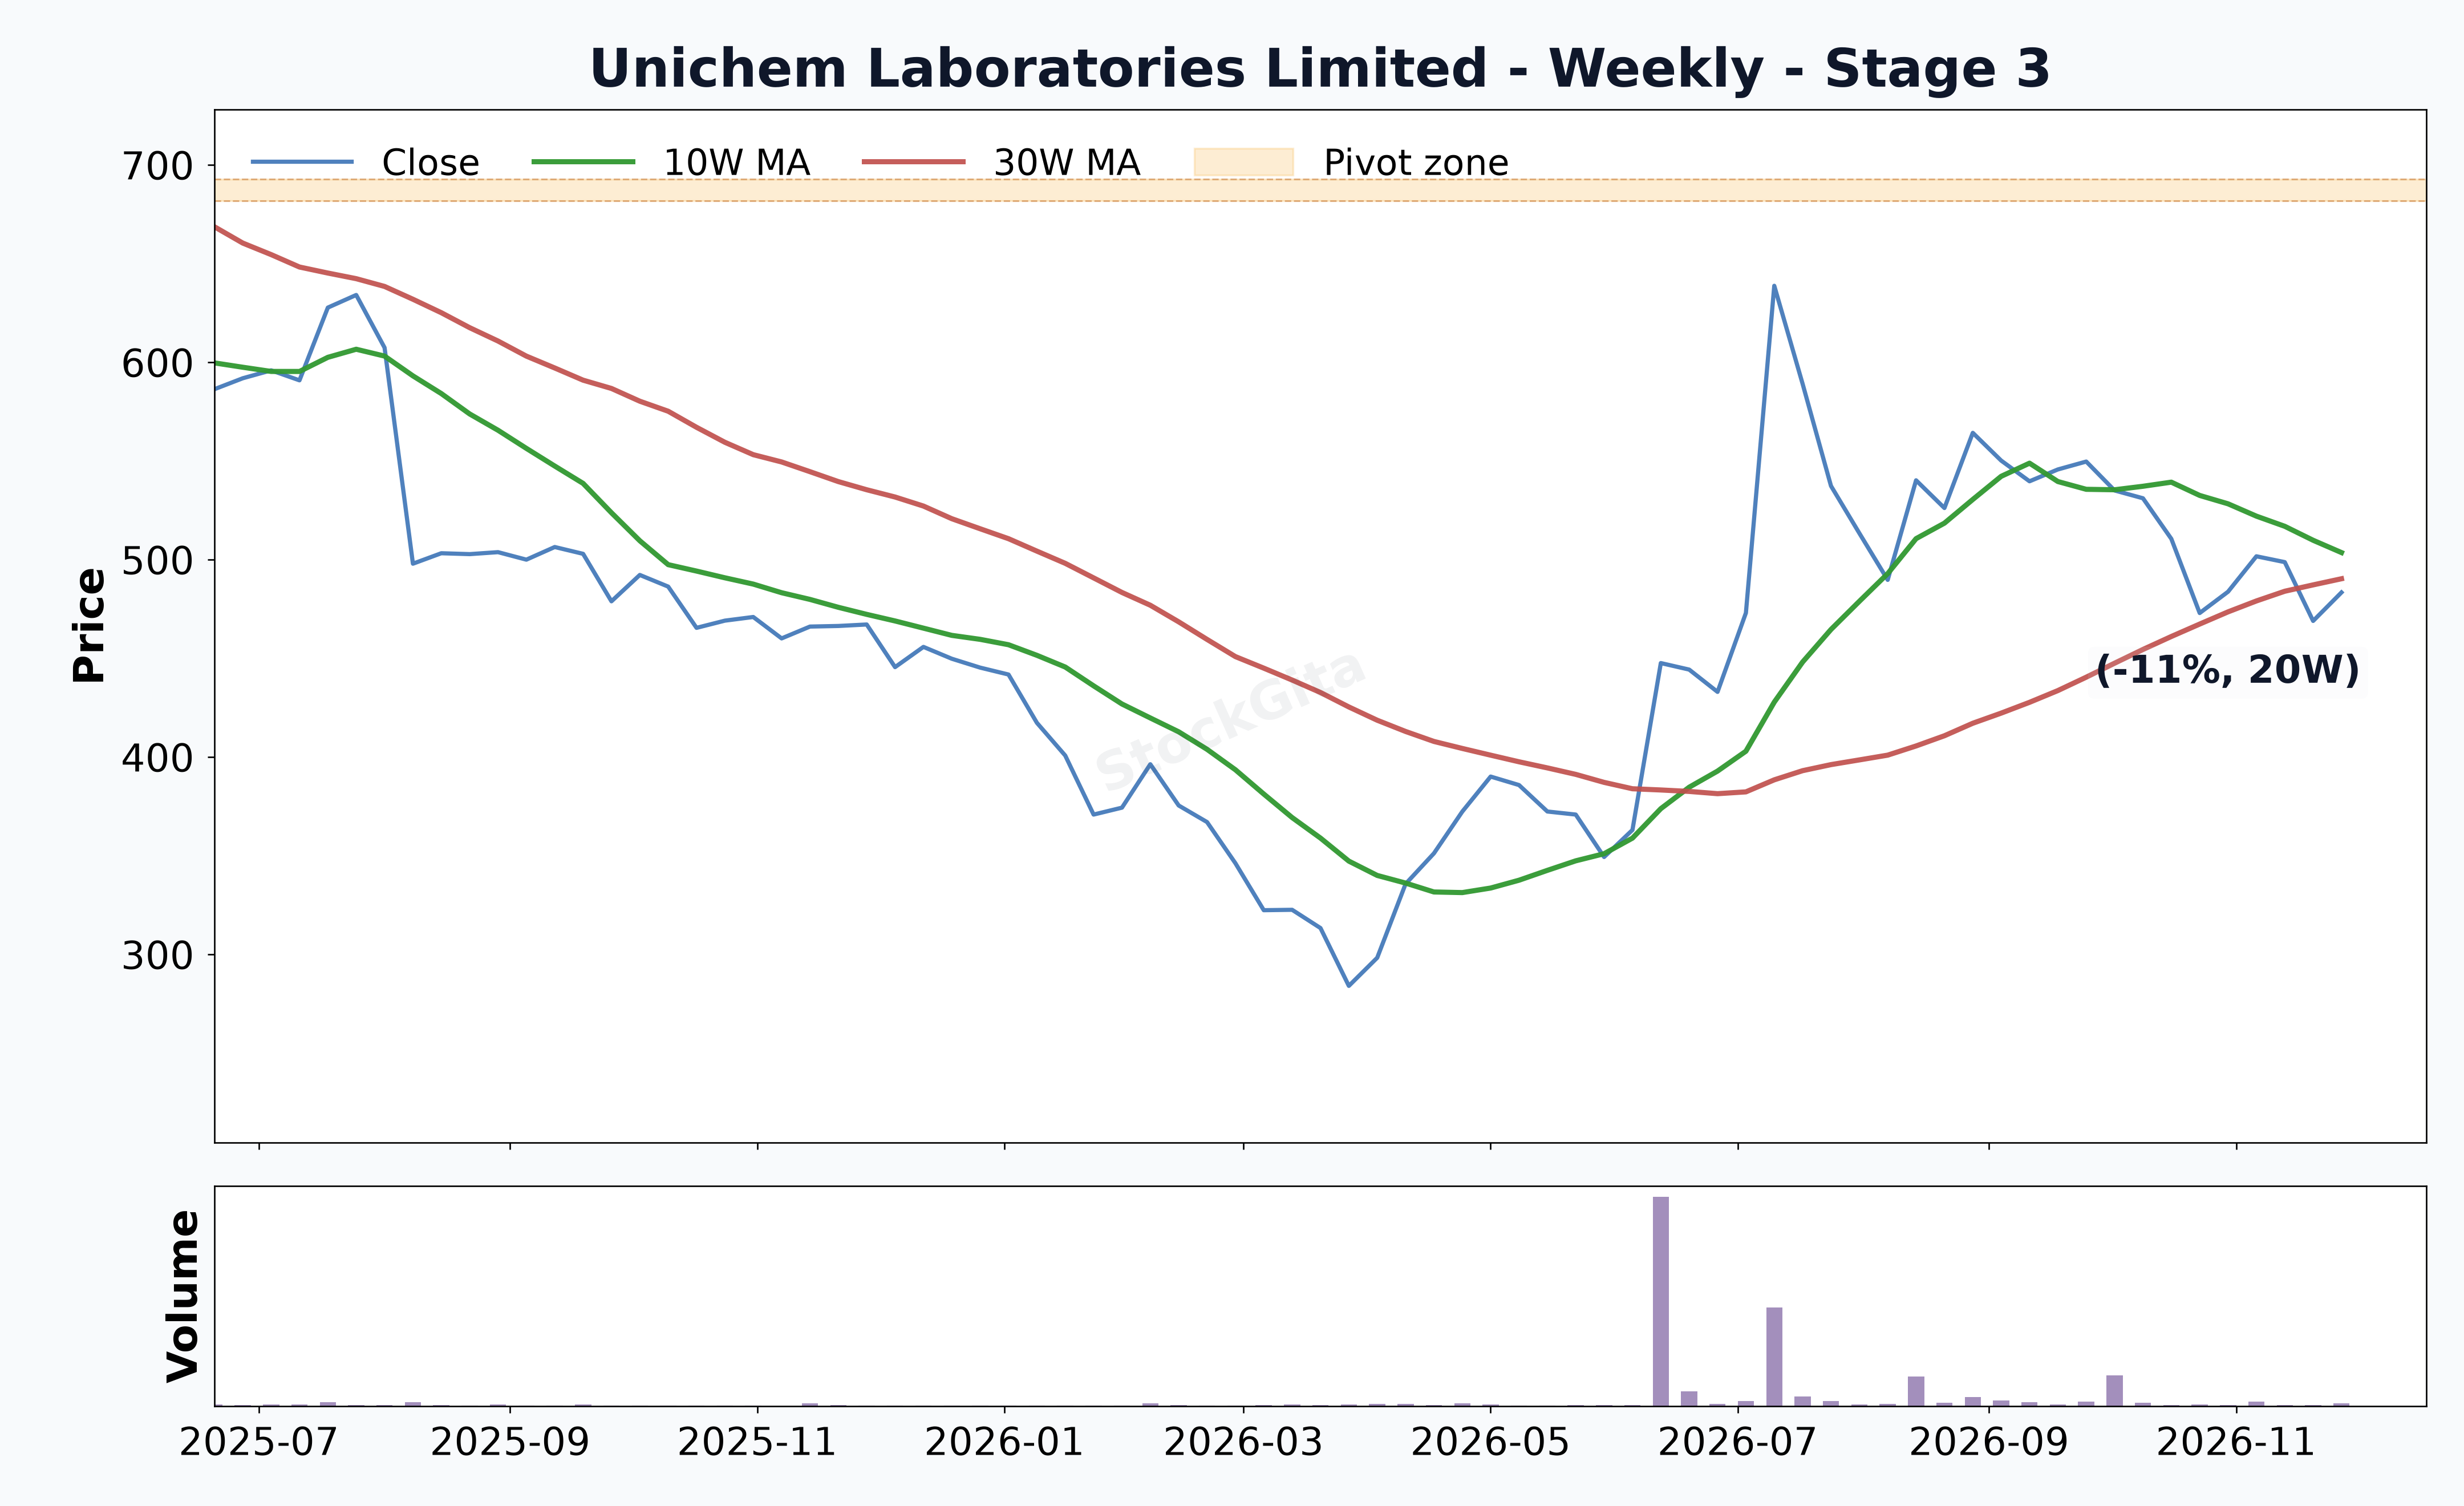 Unichem Laboratories Limited - Weekly - Stage 3
Close 10W MA 30W MA Pivot zone
700
600
500
400
300
Price
StockGita
(-11%, 20W)
Volume
2025-07 2025-09 2025-11 2026-01 2026-03 2026-05 2026-07 2026-09 2026-11